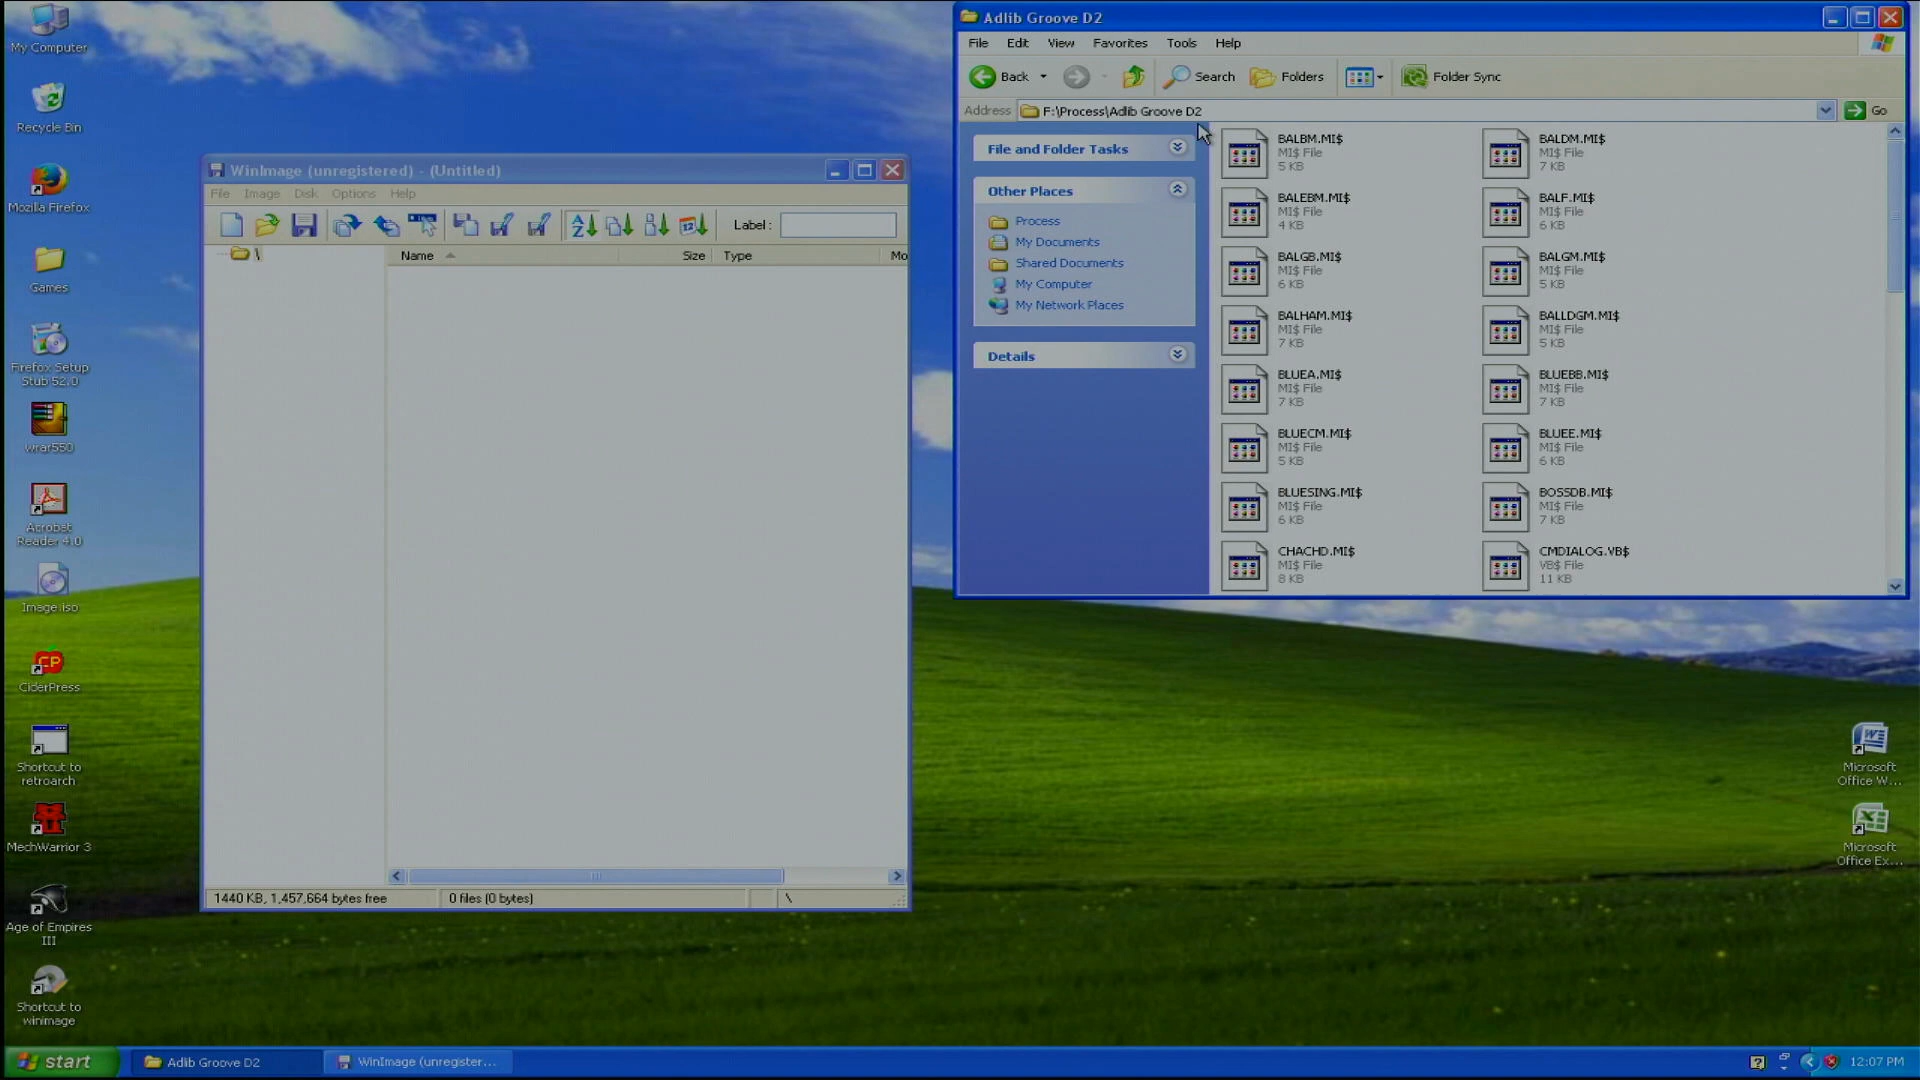 My Computer
Recycle Bin
Mozilla Firefox
Games
Firefox Setup
Stub 52.0
wrar550
Acrobat
Reader 4.0
Image.iso
CP
CiderPress
Shortcut to
retroarch
MechWarrior 3
Age of Empires
III
Shortcut to
winimage
WinImage (unregistered) - (Untitled)
File Image Disk Options Help
Label :
\
Name Size Type Mo
1440 KB, 1,457,664 bytes free 0 files (0 bytes) \
Adlib Groove D2
File Edit View Favorites Tools Help
Back Search Folders Folder Sync
Address F:\Process\Adlib Groove D2 Go
File and Folder Tasks
Other Places
Process
My Documents
Shared Documents
My Computer
My Network Places
Details
BALBM.MI$
MI$ File
5 KB
BALDM.MI$
MI$ File
7 KB
BALEBM.MI$
MI$ File
4 KB
BALF.MI$
MI$ File
6 KB
BALGB.MI$
MI$ File
6 KB
BALGM.MI$
MI$ File
5 KB
BALHAM.MI$
MI$ File
7 KB
BALLDGM.MI$
MI$ File
5 KB
BLUEA.MI$
MI$ File
7 KB
BLUEBB.MI$
MI$ File
7 KB
BLUECM.MI$
MI$ File
5 KB
BLUEE.MI$
MI$ File
6 KB
BLUESING.MI$
MI$ File
6 KB
BOSSDB.MI$
MI$ File
7 KB
CHACHD.MI$
MI$ File
8 KB
CMDIALOG.VB$
VB$ File
11 KB
Microsoft
Office W...
Microsoft
Office Ex...
start
Adlib Groove D2
WinImage (unregister...
12:07 PM